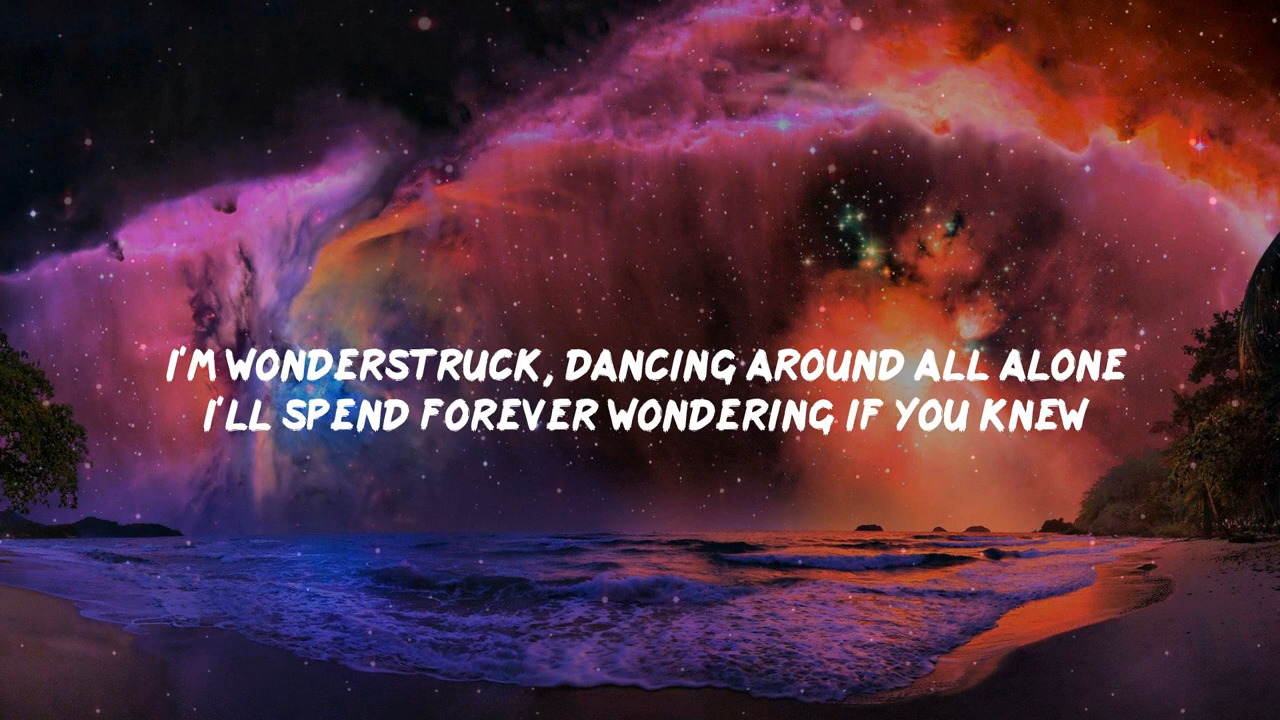 I'M WONDERSTRUCK, DANCING AROUND ALL ALONE
I'LL SPEND FOREVER WONDERING IF YOU KNEW